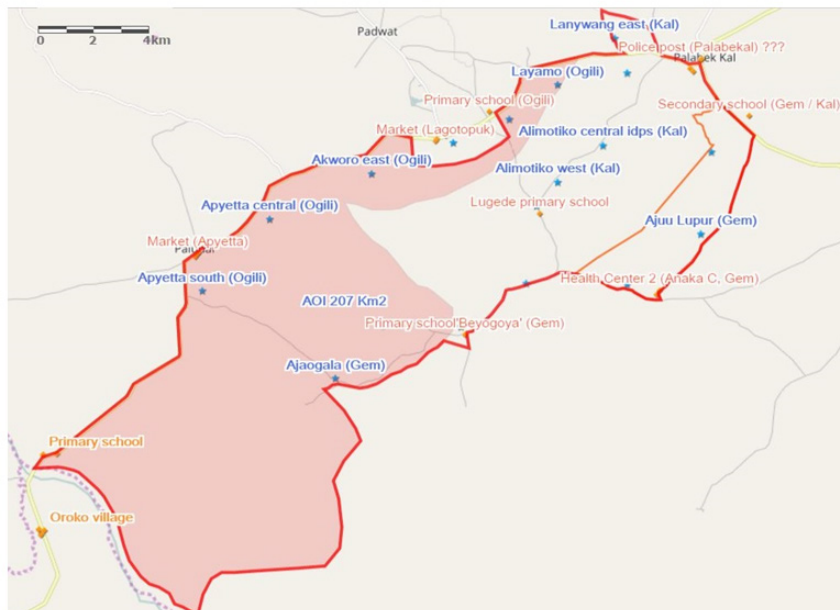 Lanywang east (Kal)
0 2 4km
Padwat
Police post (Palabekal) ???
Palabek Kal
Layamo (Ogili)
Primary school (Ogili)
Secondary school (Gem / Kal)
Market (Lagotopuk)
Alimotiko central idps (Kal)
Akworo east (Ogili)
Alimotiko west (Kal)
Apyetta central (Ogili)
Lugede primary school
Ajuu Lupur (Gem)
Market (Apyetta)
Apyetta south (Ogili)
Health Center 2 (Anaka C, Gem)
AOI 207 Km2
Primary school'Beyogoya' (Gem)
Ajaogala (Gem)
Primary school
Oroko village